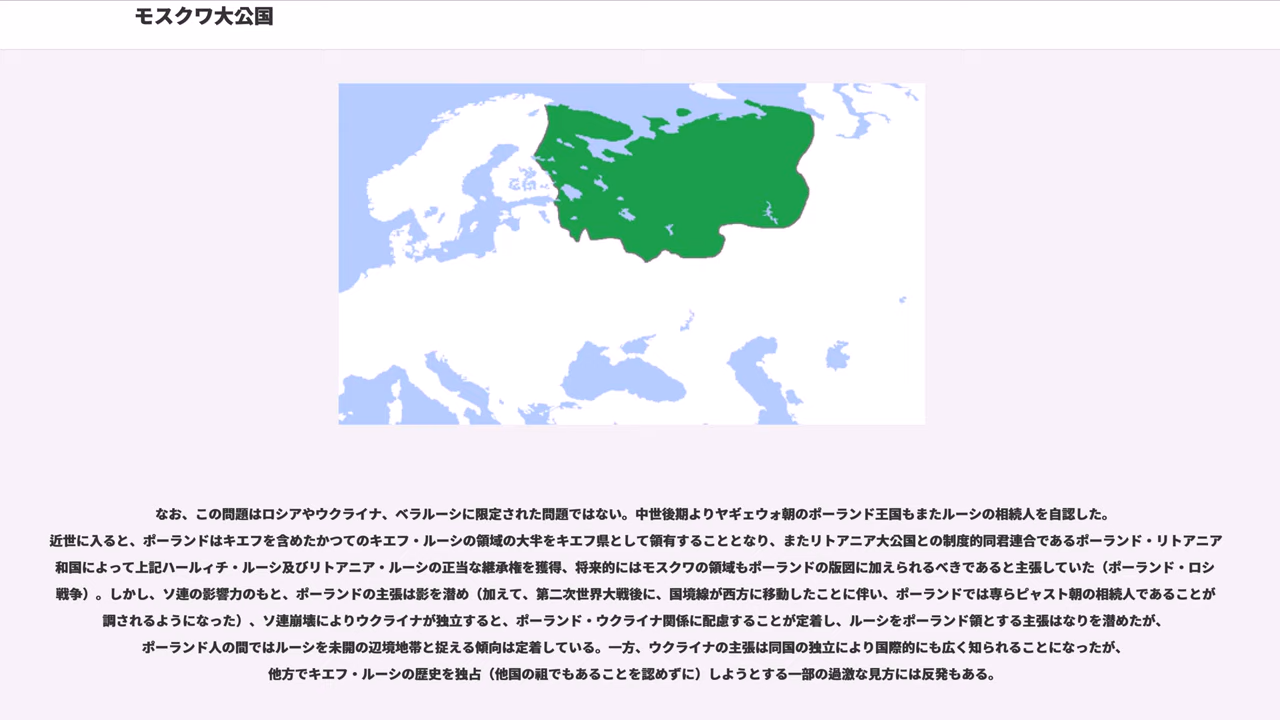 モスクワ大公国
なお、この問題はロシアやウクライナ、ベラルーシに限定された問題ではない。中世後期よりヤギェウォ朝のポーランド王国もまたルーシの相続人を自認した。
近世に入ると、ポーランドはキエフを含めたかつてのキエフ・ルーシの領域の大半をキエフ県として領有することとなり、またリトアニア大公国との制度的同君連合であるポーランド・リトアニア
和国によって上記ハールィチ・ルーシ及びリトアニア・ルーシの正当な継承権を獲得、将来的にはモスクワの領域もポーランドの版図に加えられるべきであると主張していた（ポーランド・ロシ
戦争）。しかし、ソ連の影響力のもと、ポーランドの主張は影を潜め（加えて、第二次世界大戦後に、国境線が西方に移動したことに伴い、ポーランドでは専らピャスト朝の相続人であることが
調されるようになった）、ソ連崩壊によりウクライナが独立すると、ポーランド・ウクライナ関係に配慮することが定着し、ルーシをポーランド領とする主張はなりを潜めたが、
ポーランド人の間ではルーシを未開の辺境地帯と捉える傾向は定着している。一方、ウクライナの主張は同国の独立により国際的にも広く知られることになったが、
他方でキエフ・ルーシの歴史を独占（他国の祖でもあることを認めずに）しようとする一部の過激な見方には反発もある。